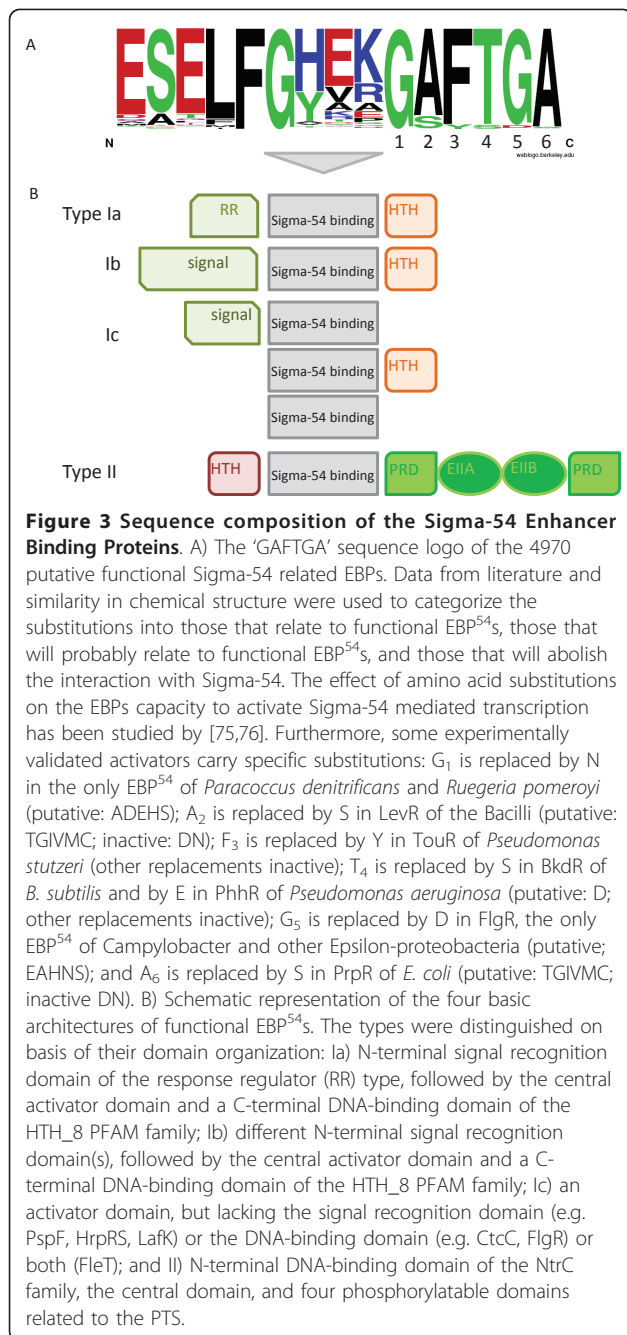 A
ESELFGHEKGAFTGA
N 1 2 3 4 5 6 C
weblogo.berkeley.edu
B
Type Ia RR Sigma-54 binding HTH
Ib signal Sigma-54 binding HTH
Ic signal Sigma-54 binding
Sigma-54 binding HTH
Sigma-54 binding
Type II HTH Sigma-54 binding PRD EIIA EIIB PRD
Figure 3 Sequence composition of the Sigma-54 Enhancer
Binding Proteins. A) The ‘GAFTGA’ sequence logo of the 4970
putative functional Sigma-54 related EBPs. Data from literature and
similarity in chemical structure were used to categorize the
substitutions into those that relate to functional EBP⁵⁴s, those that
will probably relate to functional EBP⁵⁴s, and those that will abolish
the interaction with Sigma-54. The effect of amino acid substitutions
on the EBPs capacity to activate Sigma-54 mediated transcription
has been studied by [75,76]. Furthermore, some experimentally
validated activators carry specific substitutions: G₁ is replaced by N
in the only EBP⁵⁴ of Paracoccus denitrificans and Ruegeria pomeroyi
(putative: ADEHS); A₂ is replaced by S in LevR of the Bacilli (putative:
TGIVMC; inactive: DN); F₃ is replaced by Y in TouR of Pseudomonas
stutzeri (other replacements inactive); T₄ is replaced by S in BkdR of
B. subtilis and by E in PhhR of Pseudomonas aeruginosa (putative: D;
other replacements inactive); G₅ is replaced by D in FlgR, the only
EBP⁵⁴ of Campylobacter and other Epsilon-proteobacteria (putative;
EAHNS); and A₆ is replaced by S in PrpR of E. coli (putative: TGIVMC;
inactive DN). B) Schematic representation of the four basic
architectures of functional EBP⁵⁴s. The types were distinguished on
basis of their domain organization: Ia) N-terminal signal recognition
domain of the response regulator (RR) type, followed by the central
activator domain and a C-terminal DNA-binding domain of the
HTH_8 PFAM family; Ib) different N-terminal signal recognition
domain(s), followed by the central activator domain and a C-
terminal DNA-binding domain of the HTH_8 PFAM family; Ic) an
activator domain, but lacking the signal recognition domain (e.g.
PspF, HrpRS, LafK) or the DNA-binding domain (e.g. CtcC, FlgR) or
both (FleT); and II) N-terminal DNA-binding domain of the NtrC
family, the central domain, and four phosphorylatable domains
related to the PTS.